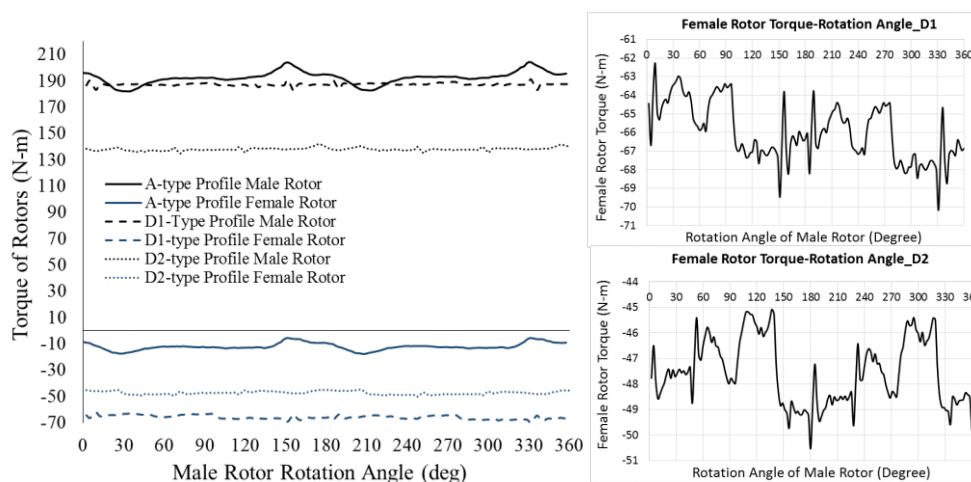 Torque of Rotors (N-m)
210
190
170
150
130
110
90
70
50
30
10
-10
-30
-50
-70
A-type Profile Male Rotor
A-type Profile Female Rotor
D1-Type Profile Male Rotor
D1-type Profile Female Rotor
D2-type Profile Male Rotor
D2-type Profile Female Rotor
0 30 60 90 120 150 180 210 240 270 300 330 360
Male Rotor Rotation Angle (deg)
Female Rotor Torque-Rotation Angle_D1
Female Rotor Torque (N-m)
-61
0 30 60 90 120 150 180 210 240 270 300 330 360
-62
-63
-64
-65
-66
-67
-68
-69
-70
-71
Rotation Angle of Male Rotor (Degree)
Female Rotor Torque-Rotation Angle_D2
Female Rotor Torque (N-m)
-44
0 30 60 90 120 150 180 210 240 270 300 330
-45
-46
-47
-48
-49
-50
-51
Rotation Angle of Male Rotor (Degree)